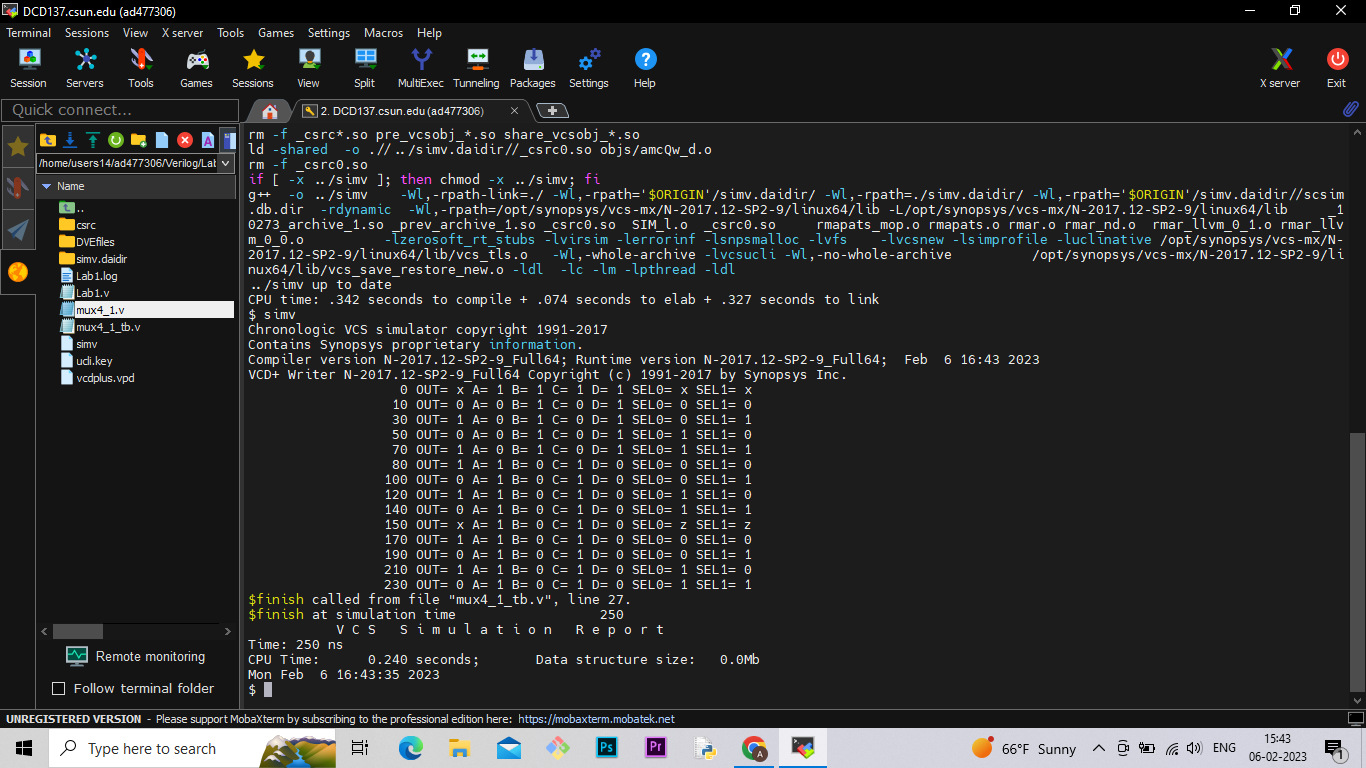 DCD137.csun.edu (ad477306)
Terminal Sessions View X server Tools Games Settings Macros Help
Session Servers Tools Games Sessions View Split MultiExec Tunneling Packages Settings Help X server Exit
Quick connect...
2. DCD137.csun.edu (ad477306)
/home/users14/ad477306/Verilog/Lab
Name
..
csrc
DVEfiles
simv.daidir
Lab1.log
Lab1.v
mux4_1.v
mux4_1_tb.v
simv
ucli.key
vcdplus.vpd
Remote monitoring
Follow terminal folder
rm -f _csrc*.so pre_vcsobj_*.so share_vcsobj_*.so
ld -shared  -o .//../simv.daidir//_csrc0.so objs/amcQw_d.o
rm -f _csrc0.so
if [ -x ../simv ]; then chmod -x ../simv; fi
g++  -o ../simv    -Wl,-rpath-link=./ -Wl,-rpath='$ORIGIN'/simv.daidir/ -Wl,-rpath=./simv.daidir/ -Wl,-rpath='$ORIGIN'/simv.daidir//scsim
.db.dir  -rdynamic  -Wl,-rpath=/opt/synopsys/vcs-mx/N-2017.12-SP2-9/linux64/lib -L/opt/synopsys/vcs-mx/N-2017.12-SP2-9/linux64/lib     _1
0273_archive_1.so _prev_archive_1.so _csrc0.so  SIM_l.o  _csrc0.so     rmapats_mop.o rmapats.o rmar.o rmar_nd.o  rmar_llvm_0_1.o rmar_llv
m_0_0.o          -lzerosoft_rt_stubs -lvirsim -lerrorinf -lsnpsmalloc -lvfs    -lvcsnew -lsimprofile -luclinative /opt/synopsys/vcs-mx/N-
2017.12-SP2-9/linux64/lib/vcs_tls.o   -Wl,-whole-archive -lvcsucli -Wl,-no-whole-archive          /opt/synopsys/vcs-mx/N-2017.12-SP2-9/li
nux64/lib/vcs_save_restore_new.o -ldl  -lc -lm -lpthread -ldl
../simv up to date
CPU time: .342 seconds to compile + .074 seconds to elab + .327 seconds to link
$ simv
Chronologic VCS simulator copyright 1991-2017
Contains Synopsys proprietary information.
Compiler version N-2017.12-SP2-9_Full64; Runtime version N-2017.12-SP2-9_Full64;  Feb  6 16:43 2023
VCD+ Writer N-2017.12-SP2-9_Full64 Copyright (c) 1991-2017 by Synopsys Inc.
0 OUT= x A= 1 B= 1 C= 1 D= 1 SEL0= x SEL1= x
10 OUT= 0 A= 0 B= 1 C= 0 D= 1 SEL0= 0 SEL1= 0
30 OUT= 1 A= 0 B= 1 C= 0 D= 1 SEL0= 0 SEL1= 1
50 OUT= 0 A= 0 B= 1 C= 0 D= 1 SEL0= 1 SEL1= 0
70 OUT= 1 A= 0 B= 1 C= 0 D= 1 SEL0= 1 SEL1= 1
80 OUT= 1 A= 1 B= 0 C= 1 D= 0 SEL0= 0 SEL1= 0
100 OUT= 0 A= 1 B= 0 C= 1 D= 0 SEL0= 0 SEL1= 1
120 OUT= 1 A= 1 B= 0 C= 1 D= 0 SEL0= 1 SEL1= 0
140 OUT= 0 A= 1 B= 0 C= 1 D= 0 SEL0= 1 SEL1= 1
150 OUT= x A= 1 B= 0 C= 1 D= 0 SEL0= z SEL1= z
170 OUT= 1 A= 1 B= 0 C= 1 D= 0 SEL0= 0 SEL1= 0
190 OUT= 0 A= 1 B= 0 C= 1 D= 0 SEL0= 0 SEL1= 1
210 OUT= 1 A= 1 B= 0 C= 1 D= 0 SEL0= 1 SEL1= 0
230 OUT= 0 A= 1 B= 0 C= 1 D= 0 SEL0= 1 SEL1= 1
$finish called from file "mux4_1_tb.v", line 27.
$finish at simulation time                  250
V C S   S i m u l a t i o n   R e p o r t
Time: 250 ns
CPU Time:      0.240 seconds;       Data structure size:   0.0Mb
Mon Feb  6 16:43:35 2023
$
UNREGISTERED VERSION - Please support MobaXterm by subscribing to the professional edition here: https://mobaxterm.mobatek.net
Type here to search
Ps
Pr
A
66°F Sunny
ENG
15:43
06-02-2023
1